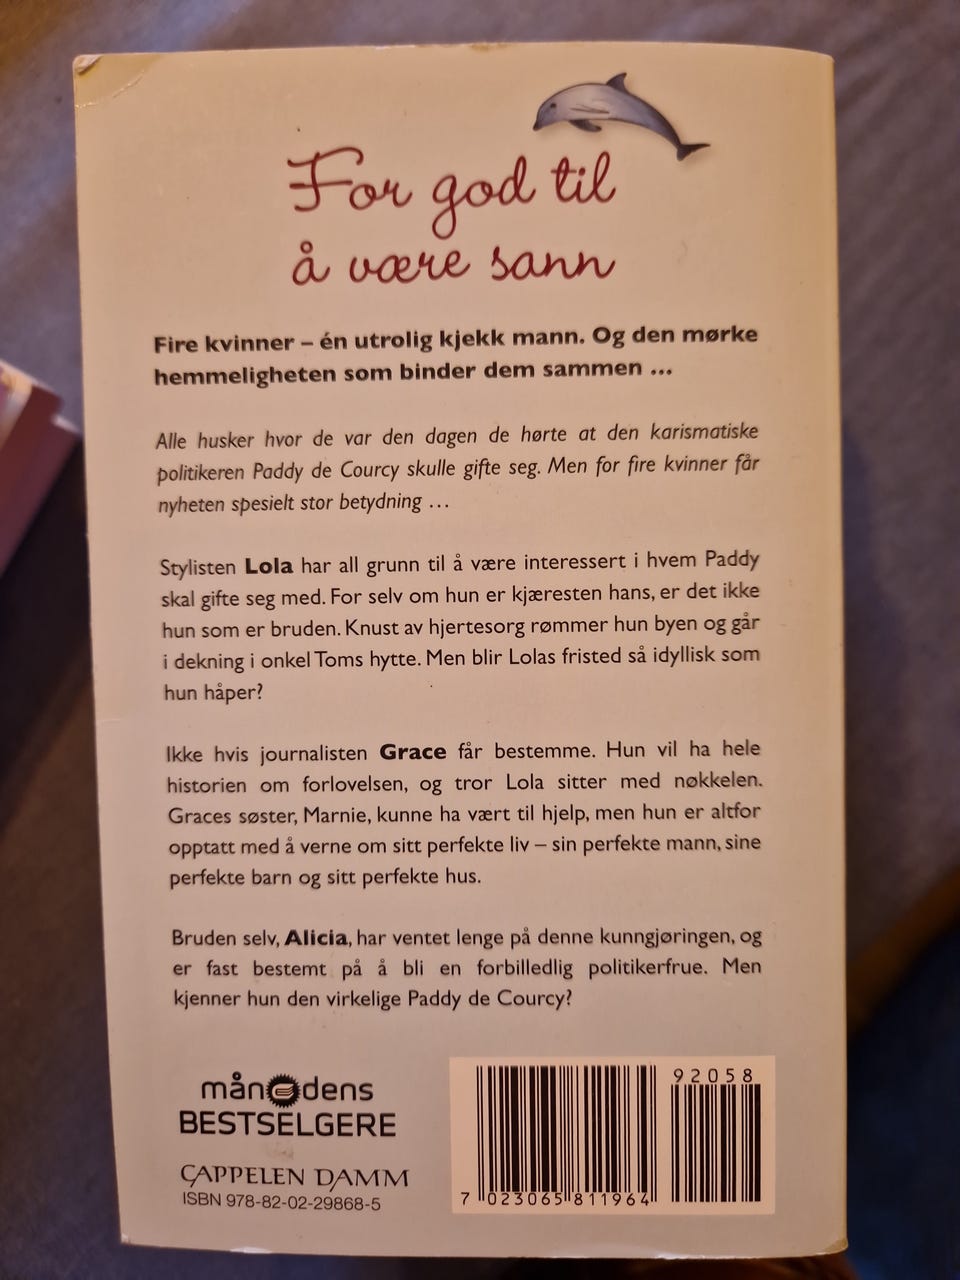 For god til
å være sann
Fire kvinner – én utrolig kjekk mann. Og den mørke
hemmeligheten som binder dem sammen ...
Alle husker hvor de var den dagen de hørte at den karismatiske
politikeren Paddy de Courcy skulle gifte seg. Men for fire kvinner får
nyheten spesielt stor betydning ...
Stylisten Lola har all grunn til å være interessert i hvem Paddy
skal gifte seg med. For selv om hun er kjæresten hans, er det ikke
hun som er bruden. Knust av hjertesorg rømmer hun byen og går
i dekning i onkel Toms hytte. Men blir Lolas fristed så idyllisk som
hun håper?
Ikke hvis journalisten Grace får bestemme. Hun vil ha hele
historien om forlovelsen, og tror Lola sitter med nøkkelen.
Graces søster, Marnie, kunne ha vært til hjelp, men hun er altfor
opptatt med å verne om sitt perfekte liv – sin perfekte mann, sine
perfekte barn og sitt perfekte hus.
Bruden selv, Alicia, har ventet lenge på denne kunngjøringen, og
er fast bestemt på å bli en forbilledlig politikerfrue. Men
kjenner hun den virkelige Paddy de Courcy?
månedens
BESTSELGERE
CAPPELEN DAMM
ISBN 978-82-02-29868-5
92058
7 023065 811964